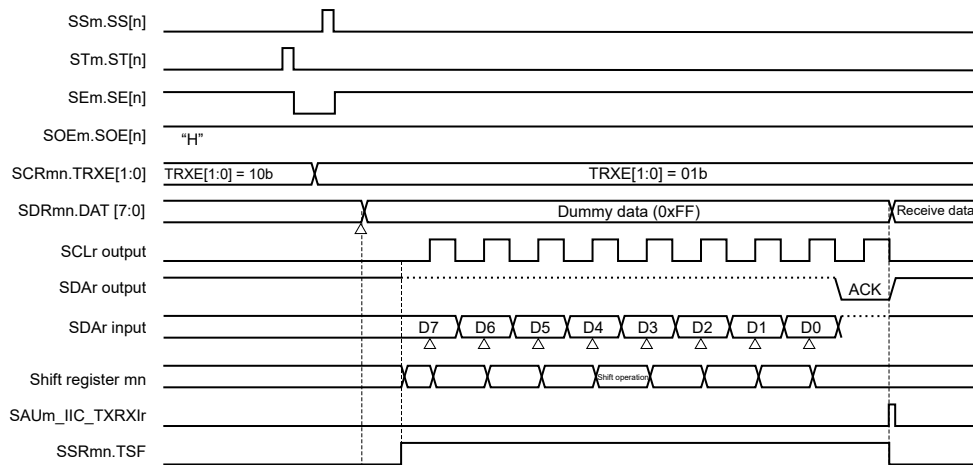 SSm.SS[n]
STm.ST[n]
SEm.SE[n]
SOEm.SOE[n] “H”
SCRmn.TRXE[1:0] TRXE[1:0] = 10b TRXE[1:0] = 01b
SDRmn.DAT [7:0] Dummy data (0xFF) Receive data
SCLr output
SDAr output ACK
SDAr input D7 D6 D5 D4 D3 D2 D1 D0
Shift register mn Shift operation
SAUm_IIC_TXRXIr
SSRmn.TSF